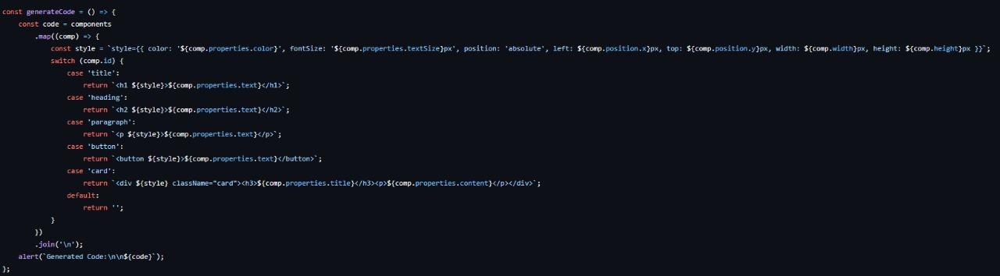 const generateCode = () => {
    const code = components
        .map((comp) => {
            const style = `style={{ color: '${comp.properties.color}', fontSize: '${comp.properties.textSize}px', position: 'absolute', left: ${comp.position.x}px, top: ${comp.position.y}px, width: ${comp.width}px, height: ${comp.height}px }}`;
            switch (comp.id) {
                case 'title':
                    return `<h1 ${style}>${comp.properties.text}</h1>`;
                case 'heading':
                    return `<h2 ${style}>${comp.properties.text}</h2>`;
                case 'paragraph':
                    return `<p ${style}>${comp.properties.text}</p>`;
                case 'button':
                    return `<button ${style}>${comp.properties.text}</button>`;
                case 'card':
                    return `<div ${style} className="card"><h3>${comp.properties.title}</h3><p>${comp.properties.content}</p></div>`;
                default:
                    return '';
            }
        })
        .join('\n');
    alert(`Generated Code:\n\n${code}`);
};